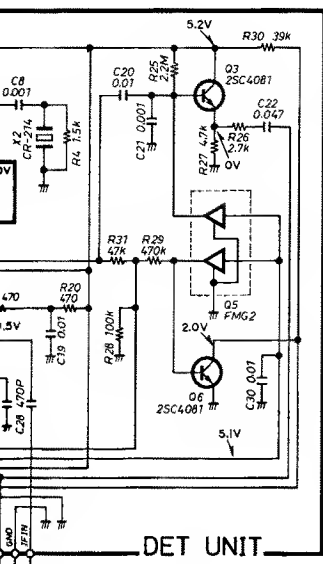 5.2V
R30 39k
C8
0.001
C20
0.01
R25
2.2M
Q3
2SC4081
C22
0.047
X2
CR-274
R4 1.5k
C21 0.001
R27 4.7k
R26
2.7k
0V
R31
47k
R29
470k
Q5
FMG2
470
R20
470
.5V
C19 0.01
R28 100k
2.0V
Q6
2SC4081
C30 0.01
C28 470P
5.1V
GND
IFIN
DET UNIT